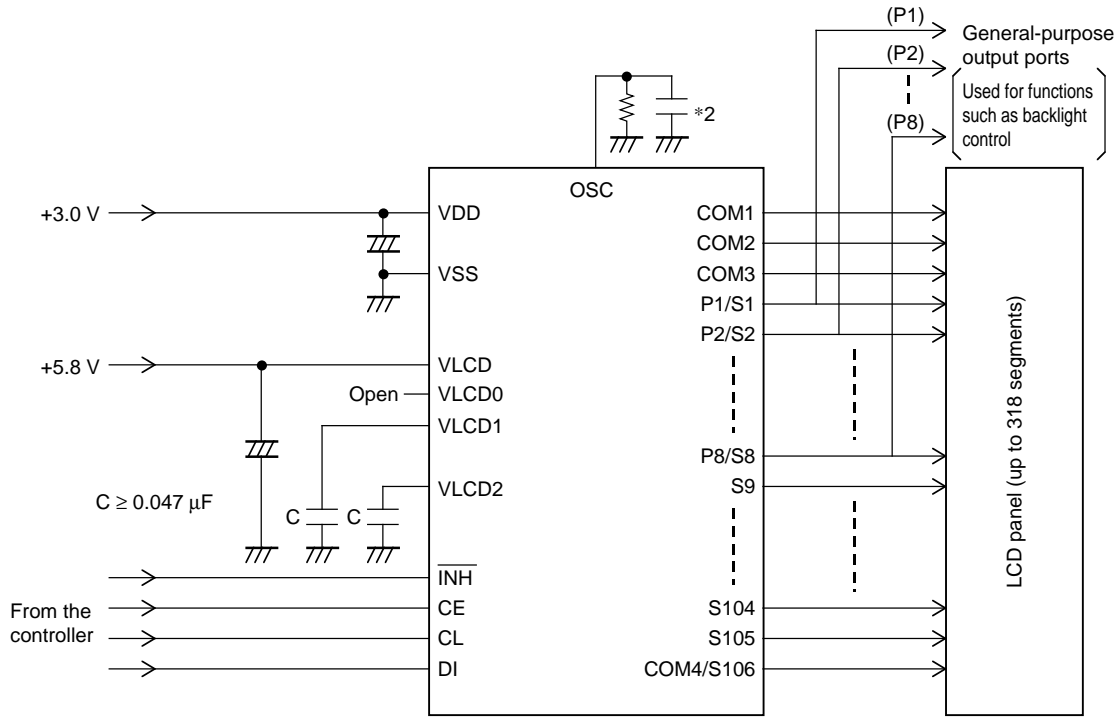 (P1)
General-purpose
output ports
(P2)
Used for functions
such as backlight
control
(P8)
*2
OSC
+3.0 V
VDD
COM1
COM2
VSS
COM3
P1/S1
P2/S2
+5.8 V
VLCD
Open
VLCD0
VLCD1
P8/S8
VLCD2
S9
C ≥ 0.047 μF
C
C
LCD panel (up to 318 segments)
INH
From the
controller
CE
S104
CL
S105
DI
COM4/S106